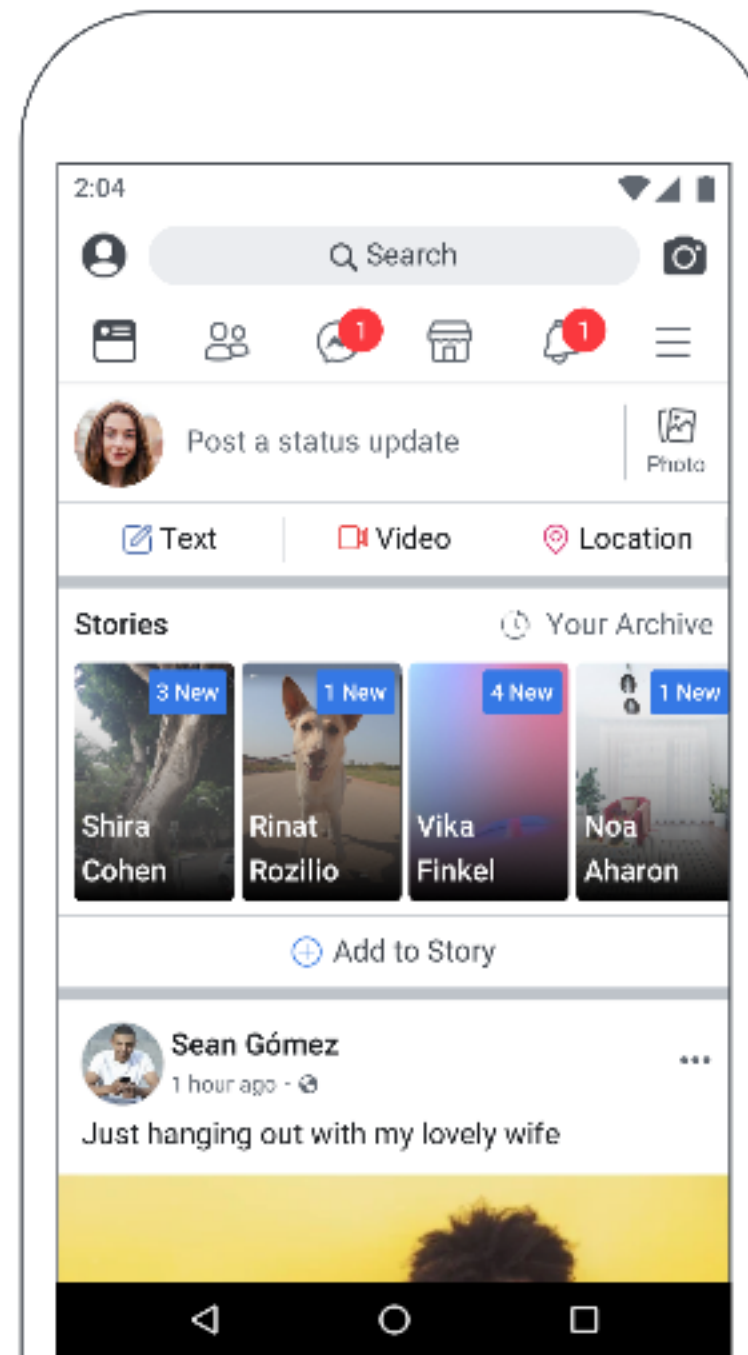 2:04
Search
1
1
Post a status update
Photo
Text
Video
Location
Stories
Your Archive
3 New
1 New
4 New
1 New
Shira
Cohen
Rinat
Rozilio
Vika
Finkel
Noa
Aharon
Add to Story
Sean Gómez
1 hour ago -
Just hanging out with my lovely wife